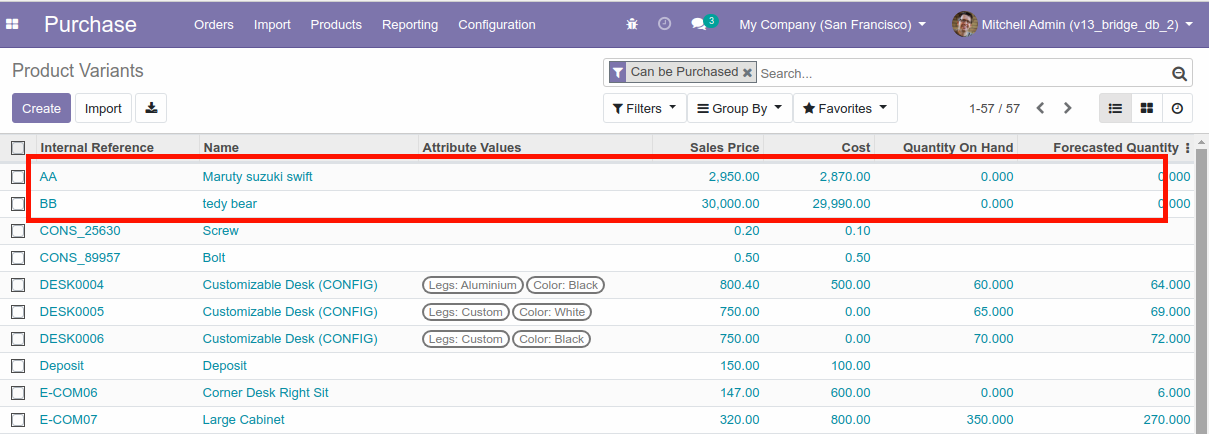 Purchase Orders Import Products Reporting Configuration 3 My Company (San Francisco) Mitchell Admin (v13_bridge_db_2)
Product Variants Can be Purchased Search...
Create Import Filters Group By Favorites 1-57 / 57
Internal Reference Name Attribute Values Sales Price Cost Quantity On Hand Forecasted Quantity
AA Maruty suzuki swift 2,950.00 2,870.00 0.000 0.000
BB tedy bear 30,000.00 29,990.00 0.000 0.000
CONS_25630 Screw 0.20 0.10
CONS_89957 Bolt 0.50 0.50
DESK0004 Customizable Desk (CONFIG) Legs: Aluminium Color: Black 800.40 500.00 60.000 64.000
DESK0005 Customizable Desk (CONFIG) Legs: Custom Color: White 750.00 0.00 65.000 69.000
DESK0006 Customizable Desk (CONFIG) Legs: Custom Color: Black 750.00 0.00 70.000 72.000
Deposit Deposit 150.00 100.00
E-COM06 Corner Desk Right Sit 147.00 600.00 0.000 6.000
E-COM07 Large Cabinet 320.00 800.00 350.000 270.000